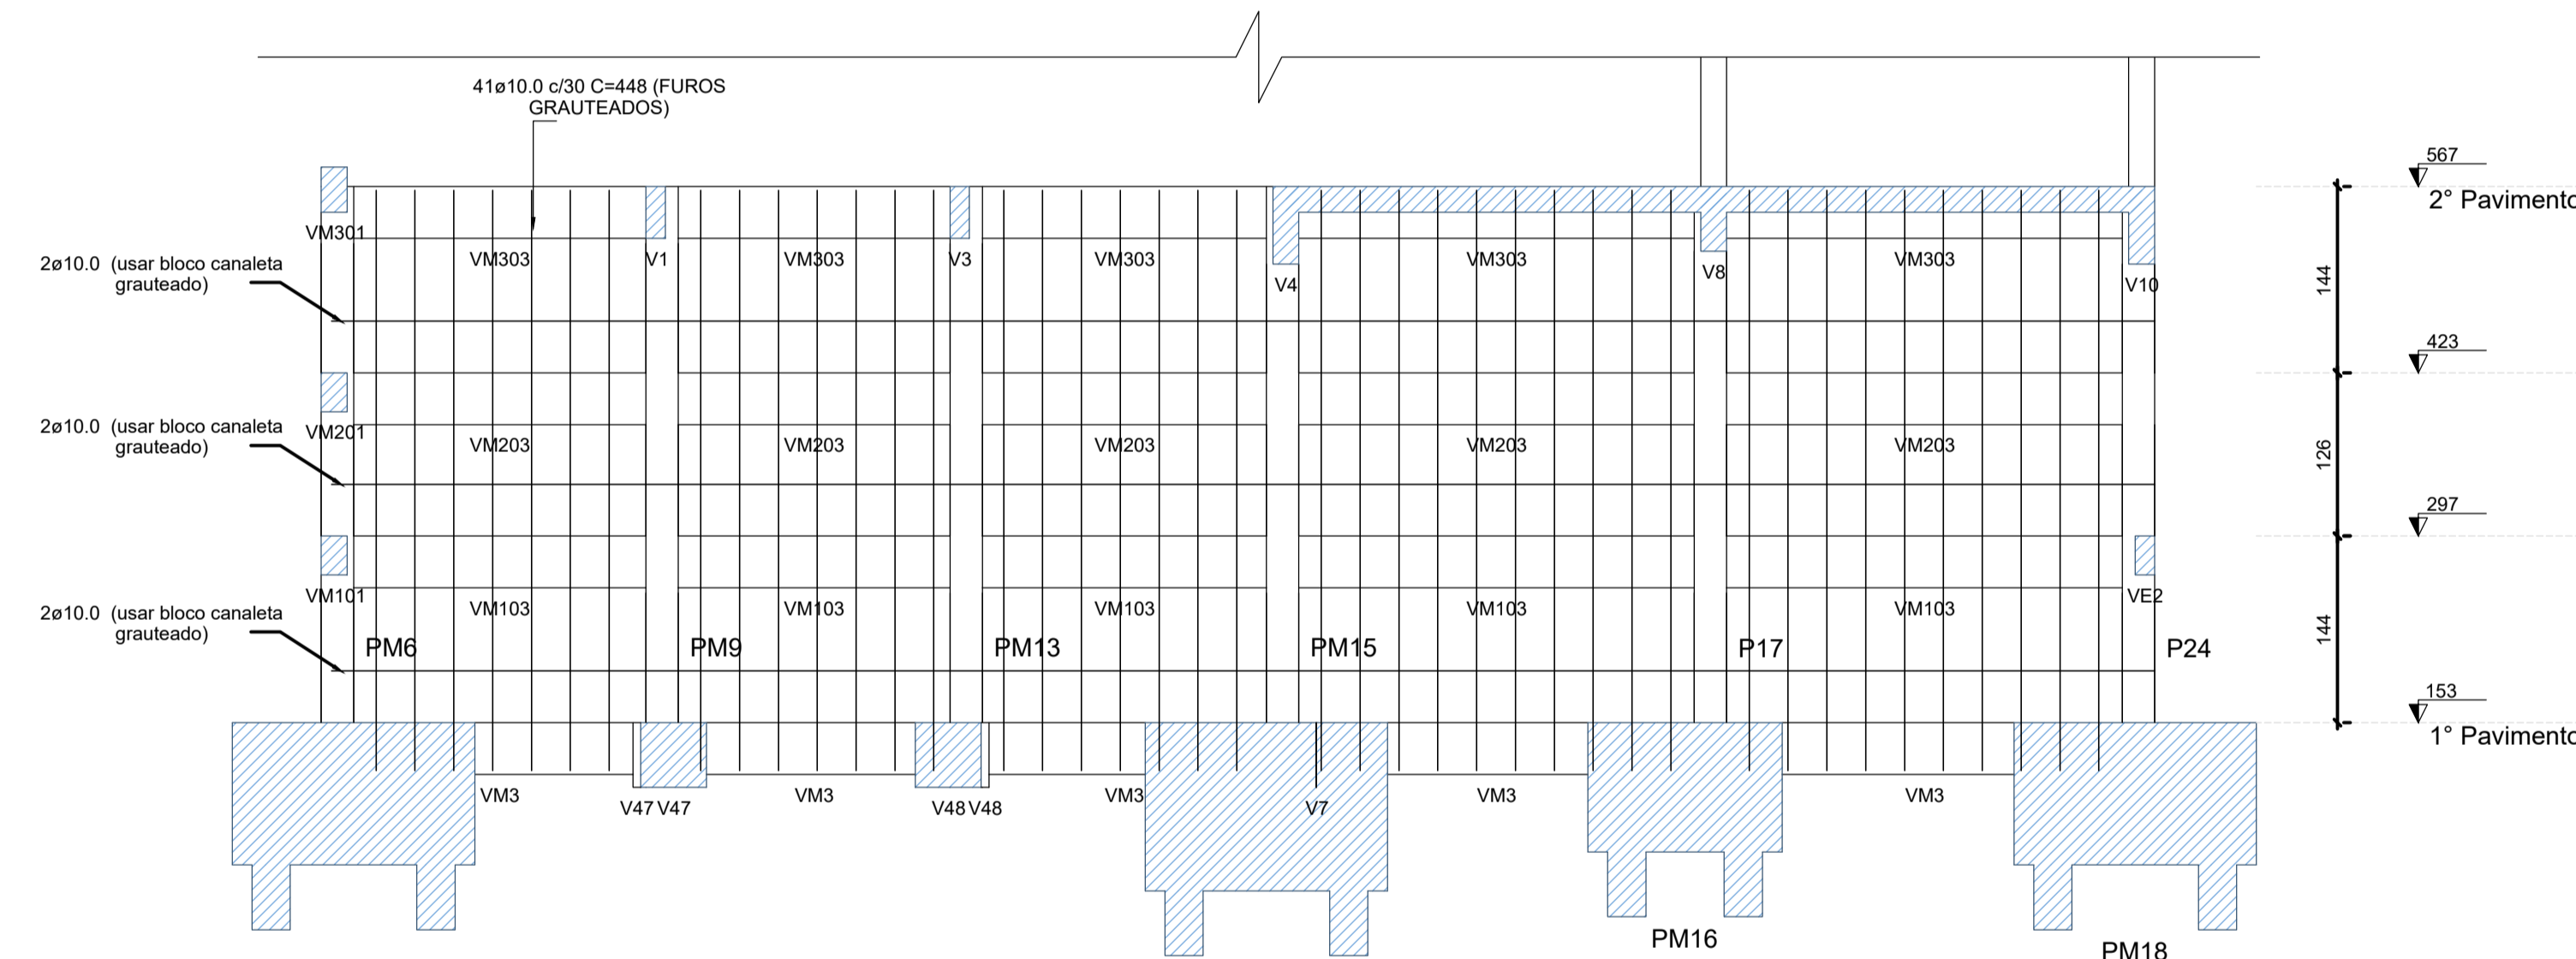 41ø10.0 c/30 C=448 (FUROS
GRAUTEADOS)
567
2° Pavimento
VM301
2ø10.0 (usar bloco canaleta
grauteado)
VM303
V1
VM303
V3
VM303
V4
VM303
V8
VM303
V10
144
423
2ø10.0 (usar bloco canaleta
grauteado)
VM201
VM203
VM203
VM203
VM203
VM203
126
297
2ø10.0 (usar bloco canaleta
grauteado)
VM101
VM103
VM103
VM103
VM103
VM103
VE2
144
PM6
PM9
PM13
PM15
P17
P24
153
1° Pavimento
VM3
V47
V47
VM3
V48
V48
VM3
V7
VM3
VM3
PM16
PM18